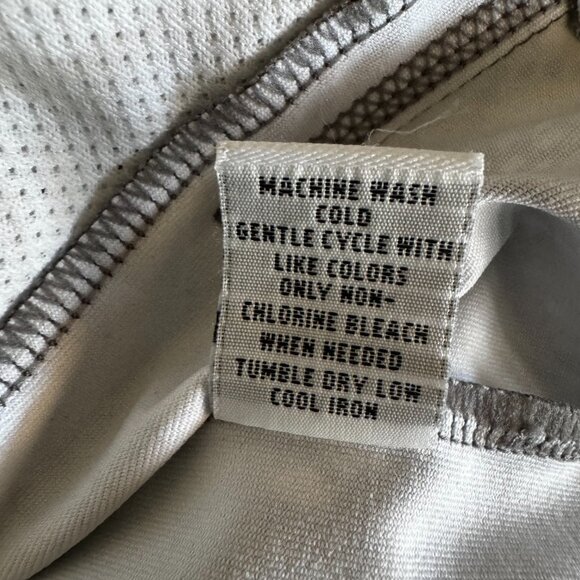 MACHINE WASH
COLD
GENTLE CYCLE WITH
LIKE COLORS
ONLY NON-
CHLORINE BLEACH
WHEN NEEDED
TUMBLE DRY LOW
COOL IRON